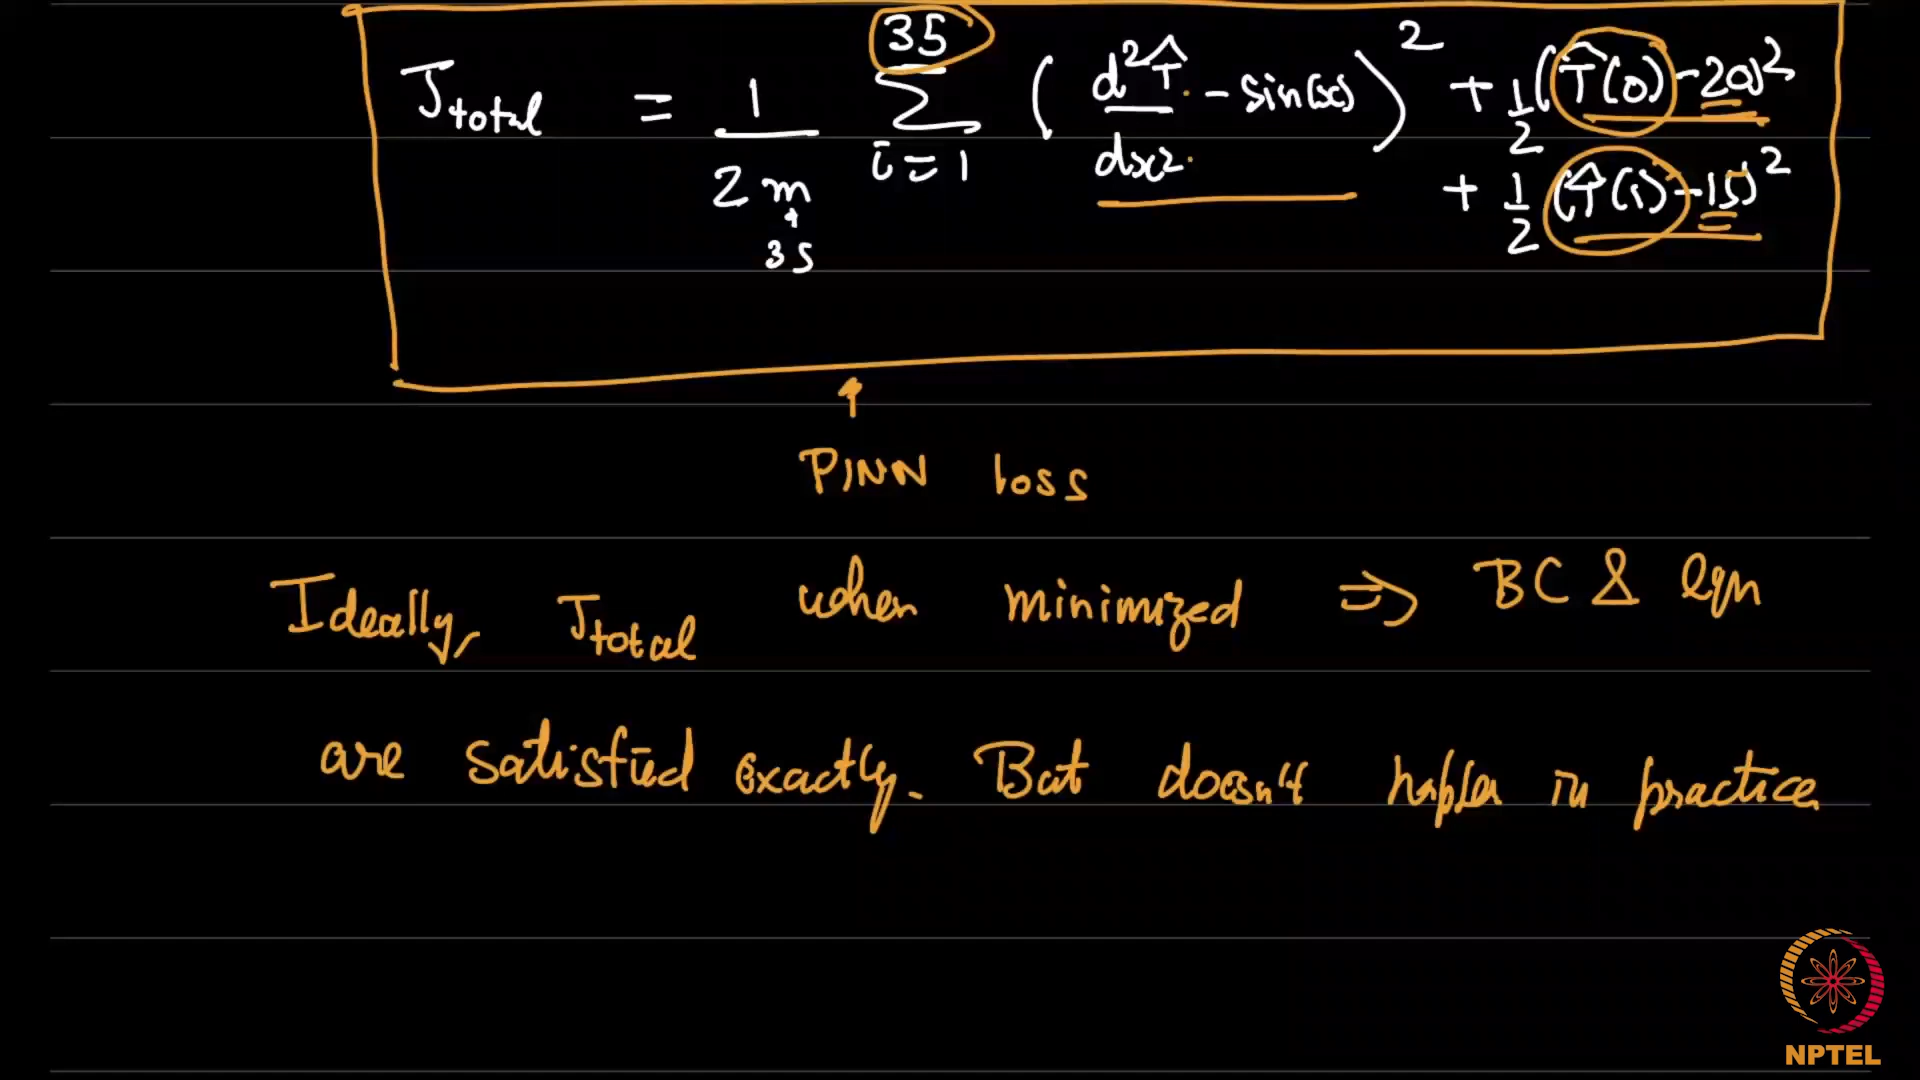 J_total = 1/(2m) Σ_{i=1}^{35} (d²T̂/dx² - sin(x))² + 1/2 (T̂(0) - 20)²
+ 1/2 (T̂(1) - 15)²
35
PINN loss
Ideally, J_total when minimized ⇒ BC & eqn
are satisfied exactly. But doesn't happen in practice
NPTEL